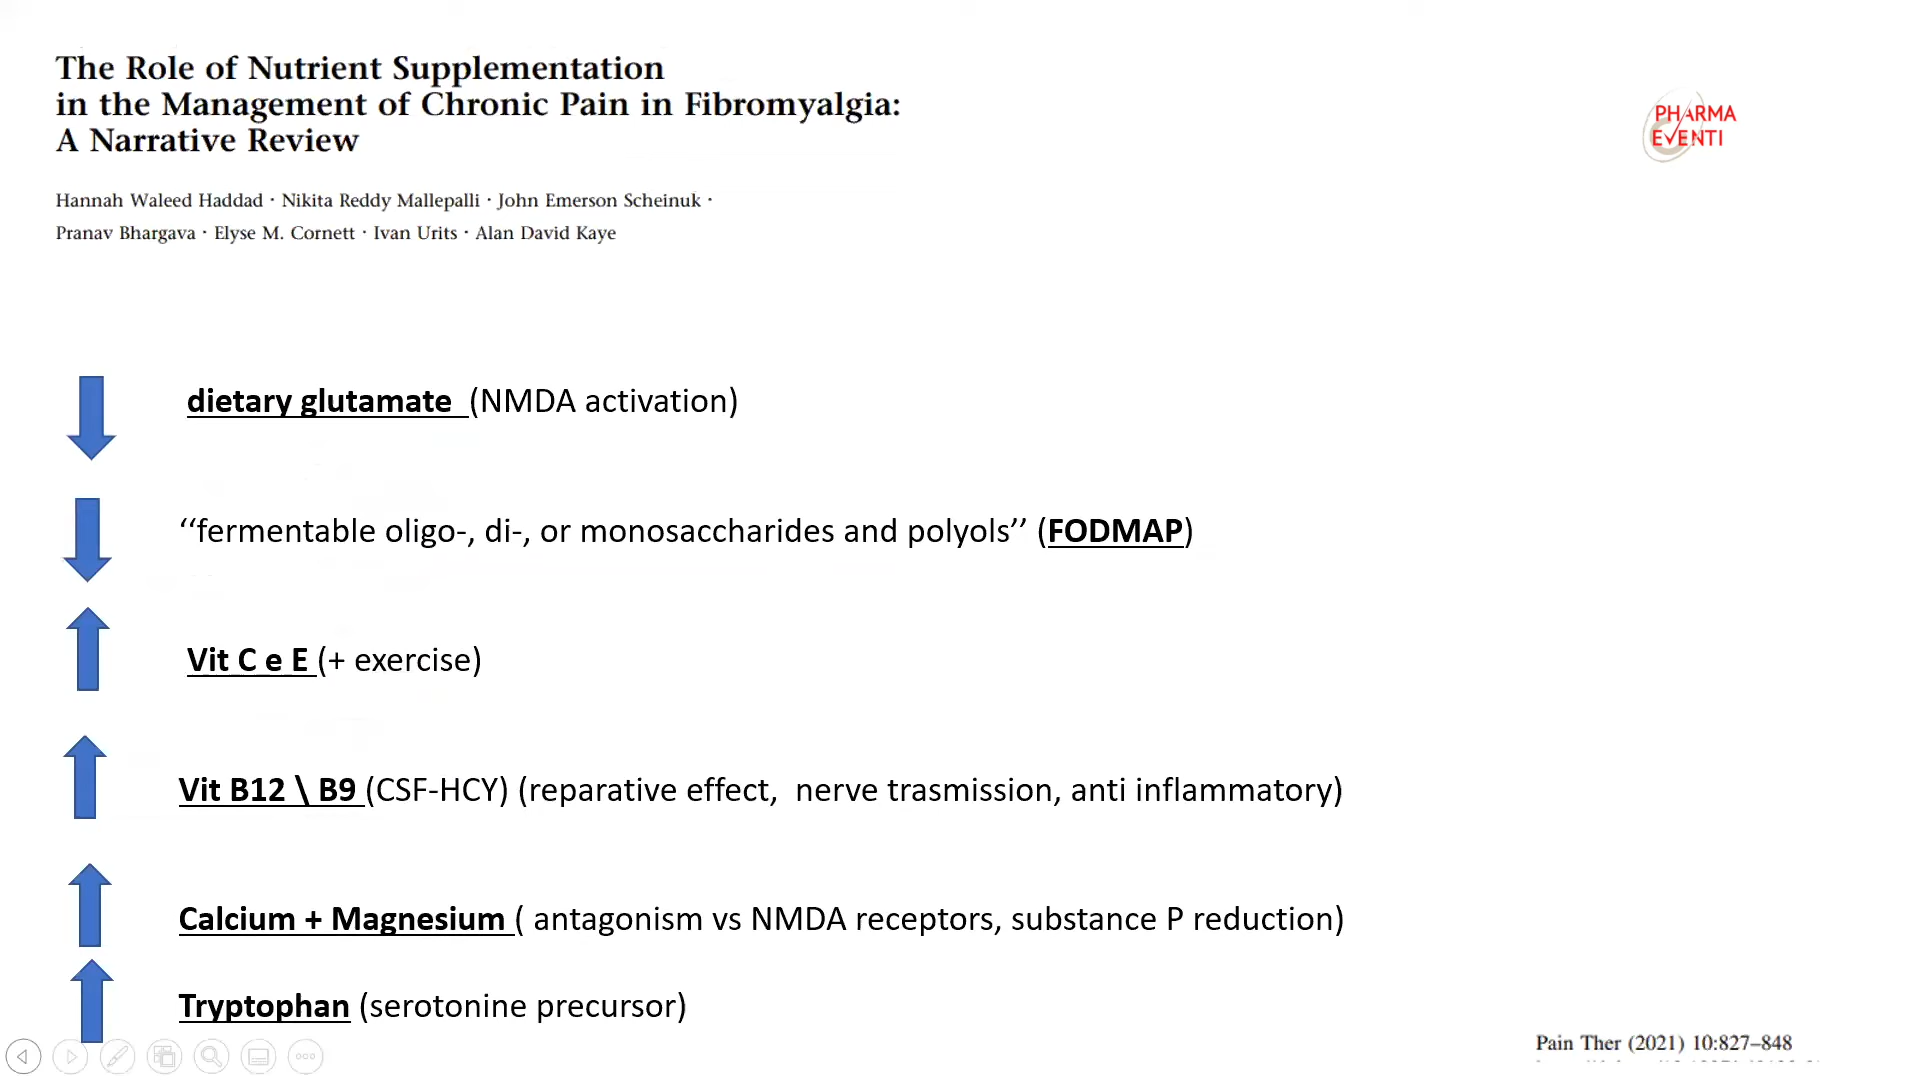 The Role of Nutrient Supplementation
in the Management of Chronic Pain in Fibromyalgia:
A Narrative Review
PHARMA
EVENTI
Hannah Waleed Haddad · Nikita Reddy Mallepalli · John Emerson Scheinuk ·
Pranav Bhargava · Elyse M. Cornett · Ivan Urits · Alan David Kaye
dietary glutamate (NMDA activation)
‘‘fermentable oligo-, di-, or monosaccharides and polyols’’ (FODMAP)
Vit C e E (+ exercise)
Vit B12 \ B9 (CSF-HCY) (reparative effect,  nerve trasmission, anti inflammatory)
Calcium + Magnesium ( antagonism vs NMDA receptors, substance P reduction)
Tryptophan (serotonine precursor)
Pain Ther (2021) 10:827–848